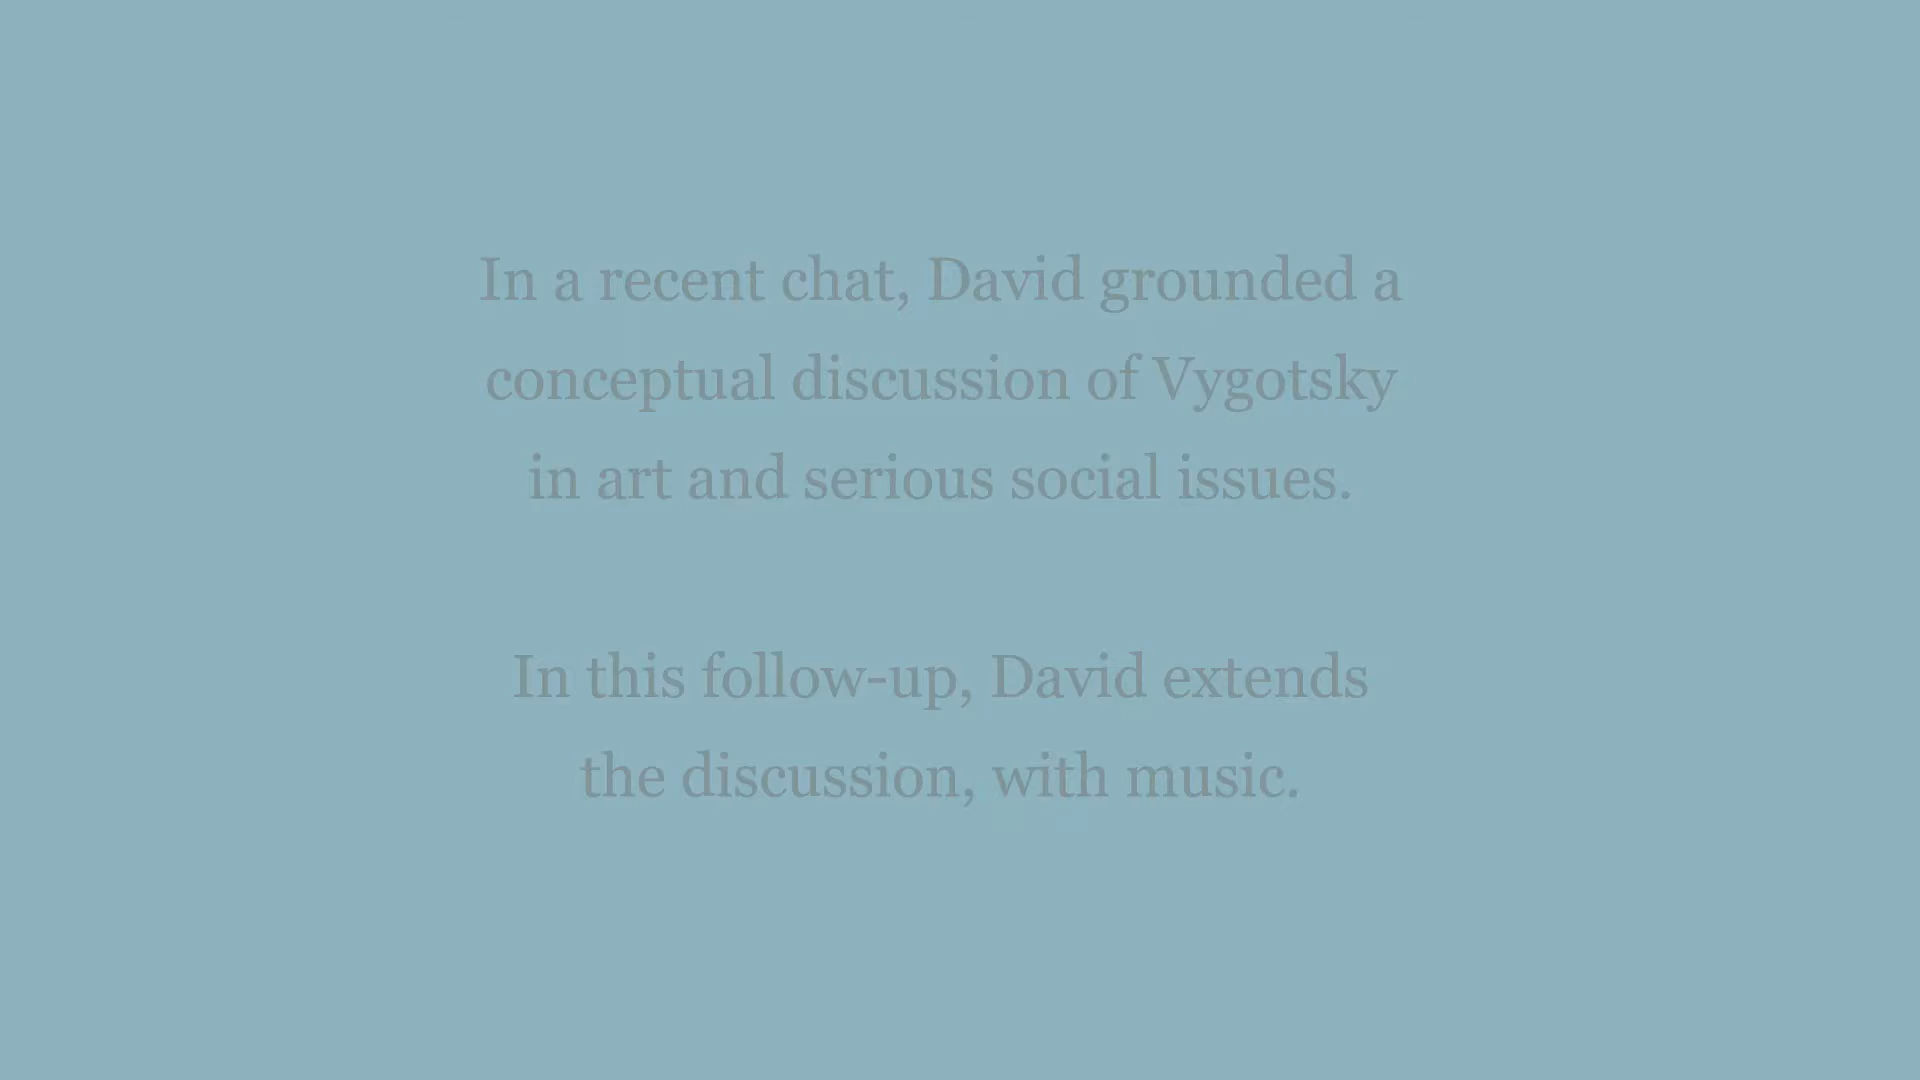 In a recent chat, David grounded a
conceptual discussion of Vygotsky
in art and serious social issues.
In this follow-up, David extends
the discussion, with music.